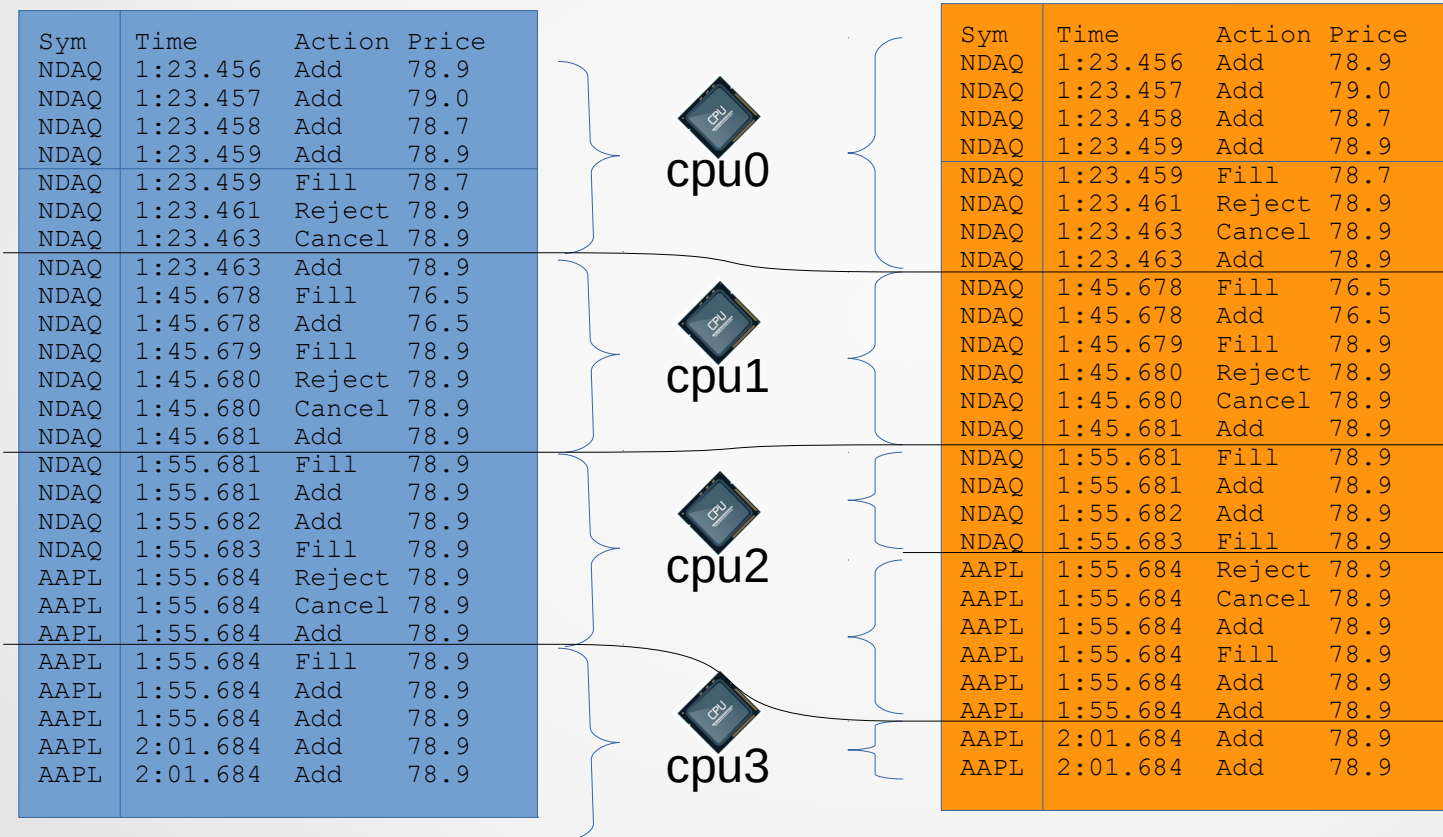 Sym Time Action Price
NDAQ 1:23.456 Add 78.9
NDAQ 1:23.457 Add 79.0
NDAQ 1:23.458 Add 78.7
NDAQ 1:23.459 Add 78.9
NDAQ 1:23.459 Fill 78.7
NDAQ 1:23.461 Reject 78.9
NDAQ 1:23.463 Cancel 78.9
NDAQ 1:23.463 Add 78.9
NDAQ 1:45.678 Fill 76.5
NDAQ 1:45.678 Add 76.5
NDAQ 1:45.679 Fill 78.9
NDAQ 1:45.680 Reject 78.9
NDAQ 1:45.680 Cancel 78.9
NDAQ 1:45.681 Add 78.9
NDAQ 1:55.681 Fill 78.9
NDAQ 1:55.681 Add 78.9
NDAQ 1:55.682 Add 78.9
NDAQ 1:55.683 Fill 78.9
AAPL 1:55.684 Reject 78.9
AAPL 1:55.684 Cancel 78.9
AAPL 1:55.684 Add 78.9
AAPL 1:55.684 Fill 78.9
AAPL 1:55.684 Add 78.9
AAPL 1:55.684 Add 78.9
AAPL 2:01.684 Add 78.9
AAPL 2:01.684 Add 78.9
CPU
cpu0
CPU
cpu1
CPU
cpu2
CPU
cpu3
Sym Time Action Price
NDAQ 1:23.456 Add 78.9
NDAQ 1:23.457 Add 79.0
NDAQ 1:23.458 Add 78.7
NDAQ 1:23.459 Add 78.9
NDAQ 1:23.459 Fill 78.7
NDAQ 1:23.461 Reject 78.9
NDAQ 1:23.463 Cancel 78.9
NDAQ 1:23.463 Add 78.9
NDAQ 1:45.678 Fill 76.5
NDAQ 1:45.678 Add 76.5
NDAQ 1:45.679 Fill 78.9
NDAQ 1:45.680 Reject 78.9
NDAQ 1:45.680 Cancel 78.9
NDAQ 1:45.681 Add 78.9
NDAQ 1:55.681 Fill 78.9
NDAQ 1:55.681 Add 78.9
NDAQ 1:55.682 Add 78.9
NDAQ 1:55.683 Fill 78.9
AAPL 1:55.684 Reject 78.9
AAPL 1:55.684 Cancel 78.9
AAPL 1:55.684 Add 78.9
AAPL 1:55.684 Fill 78.9
AAPL 1:55.684 Add 78.9
AAPL 1:55.684 Add 78.9
AAPL 2:01.684 Add 78.9
AAPL 2:01.684 Add 78.9